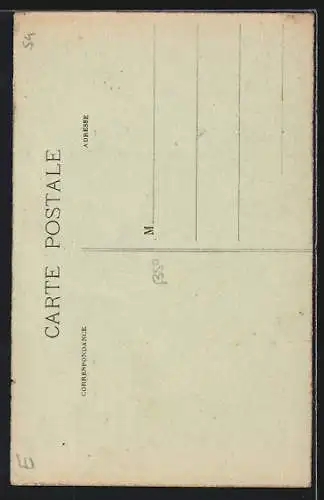 CARTE POSTALE
CORRESPONDANCE
ADRESSE
M
54
E